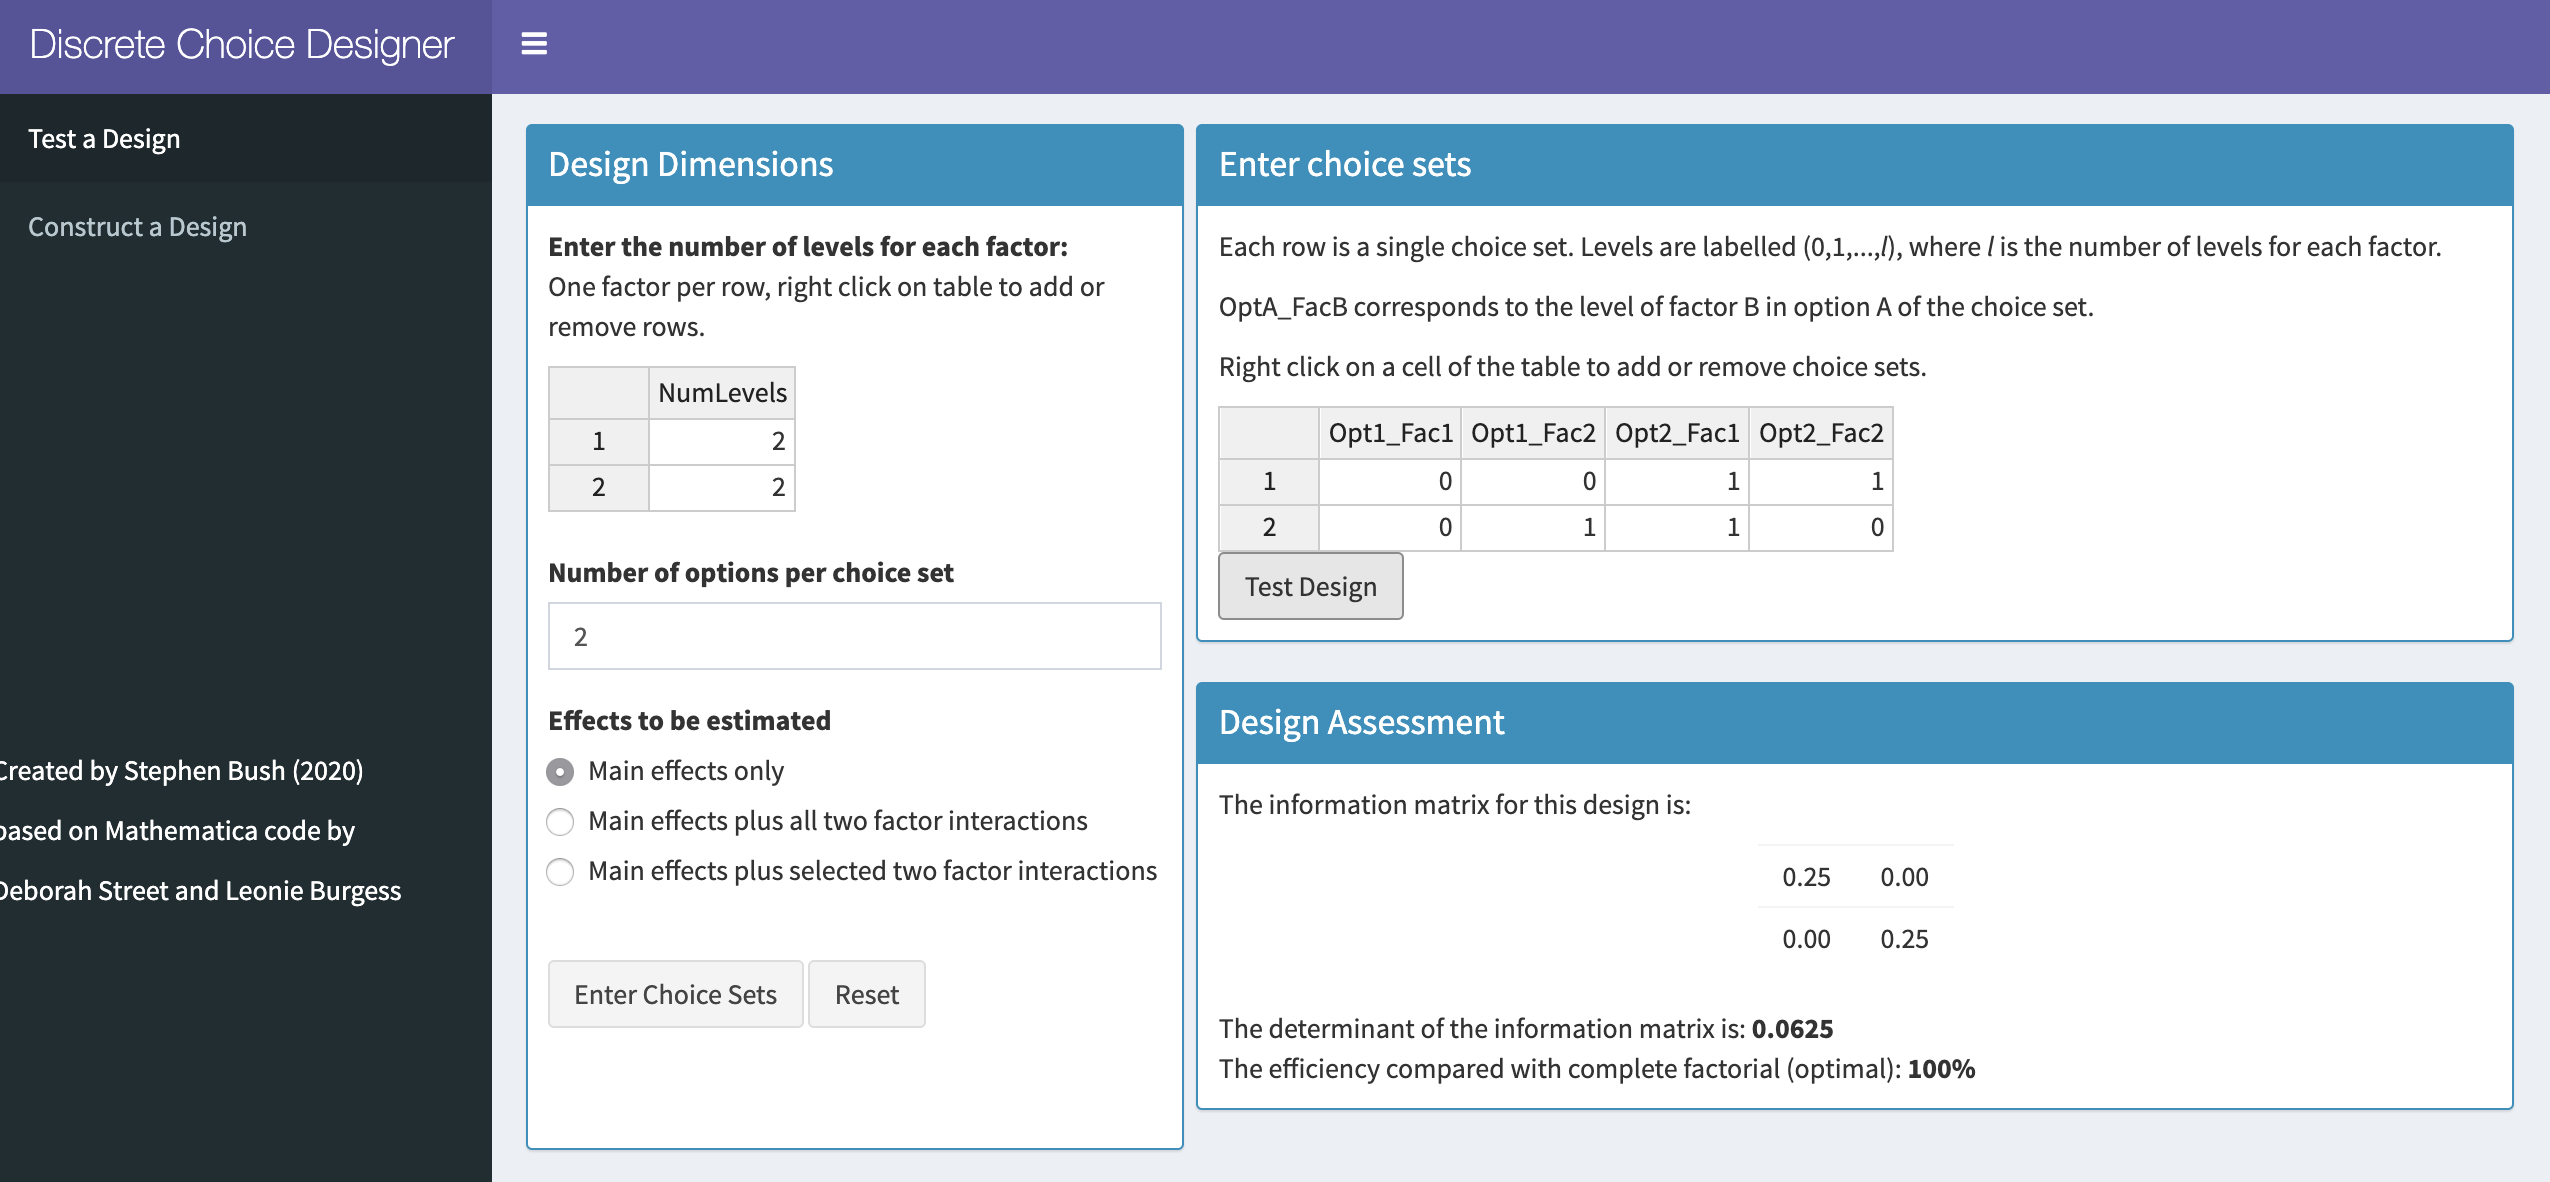 Discrete Choice Designer
Test a Design
Construct a Design
Created by Stephen Bush (2020)
based on Mathematica code by
Deborah Street and Leonie Burgess
Design Dimensions
Enter the number of levels for each factor:
One factor per row, right click on table to add or
remove rows.
NumLevels
1 2
2 2
Number of options per choice set
2
Effects to be estimated
Main effects only
Main effects plus all two factor interactions
Main effects plus selected two factor interactions
Enter Choice Sets Reset
Enter choice sets
Each row is a single choice set. Levels are labelled (0,1,...,l), where l is the number of levels for each factor.
OptA_FacB corresponds to the level of factor B in option A of the choice set.
Right click on a cell of the table to add or remove choice sets.
Opt1_Fac1 Opt1_Fac2 Opt2_Fac1 Opt2_Fac2
1 0 0 1 1
2 0 1 1 0
Test Design
Design Assessment
The information matrix for this design is:
0.25 0.00
0.00 0.25
The determinant of the information matrix is: 0.0625
The efficiency compared with complete factorial (optimal): 100%